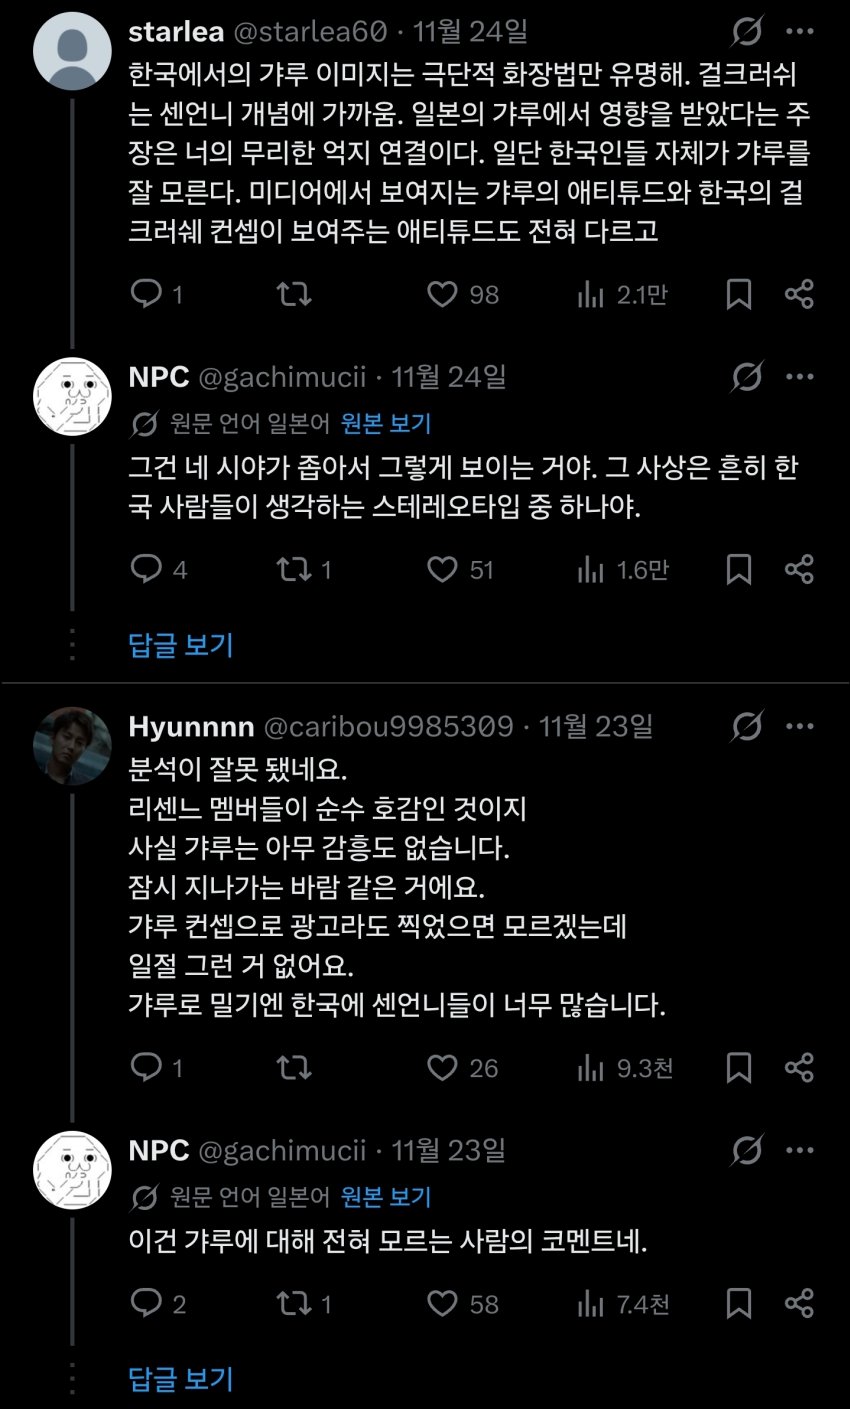 starlea @starlea60 · 11월 24일
한국에서의 갸루 이미지는 극단적 화장법만 유명해. 걸크러쉬
는 센언니 개념에 가까움. 일본의 갸루에서 영향을 받았다는 주
장은 너의 무리한 억지 연결이다. 일단 한국인들 자체가 갸루를
잘 모른다. 미디어에서 보여지는 갸루의 애티튜드와 한국의 걸
크러쉐 컨셉이 보여주는 애티튜드도 전혀 다르고
1 98 2.1만
NPC @gachimucii · 11월 24일
원문 언어 일본어 원본 보기
그건 네 시야가 좁아서 그렇게 보이는 거야. 그 사상은 흔히 한
국 사람들이 생각하는 스테레오타입 중 하나야.
4 1 51 1.6만
답글 보기
Hyunnnn @caribou9985309 · 11월 23일
분석이 잘못 됐네요.
리센느 멤버들이 순수 호감인 것이지
사실 갸루는 아무 감흥도 없습니다.
잠시 지나가는 바람 같은 거에요.
갸루 컨셉으로 광고라도 찍었으면 모르겠는데
일절 그런 거 없어요.
갸루로 밀기엔 한국에 센언니들이 너무 많습니다.
1 26 9.3천
NPC @gachimucii · 11월 23일
원문 언어 일본어 원본 보기
이건 갸루에 대해 전혀 모르는 사람의 코멘트네.
2 1 58 7.4천
답글 보기